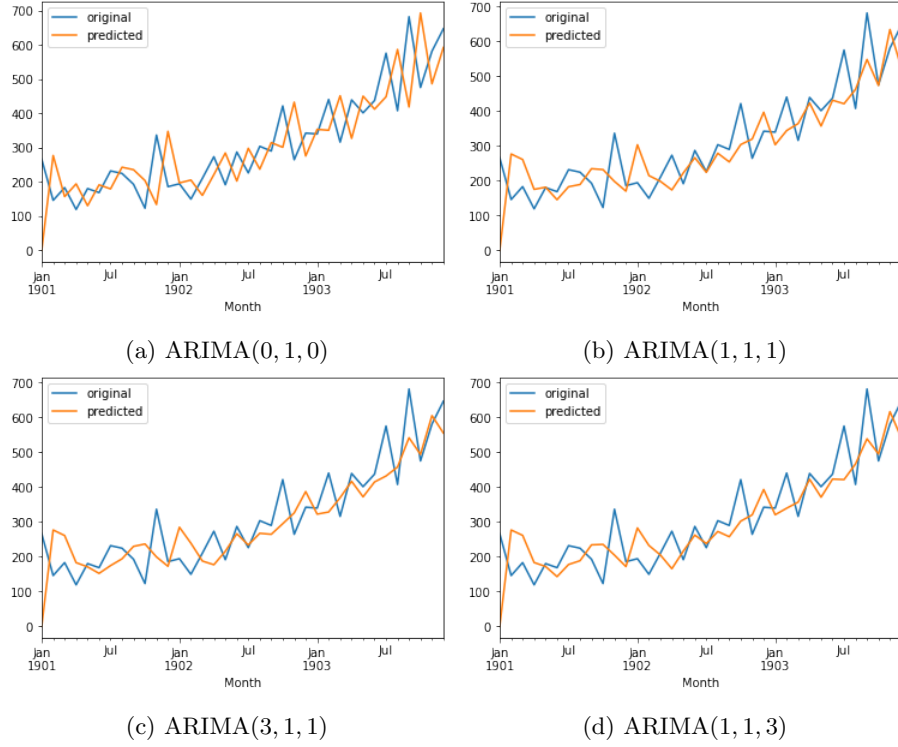 700
600
500
400
300
200
100
0
original
predicted
Jan
1901
Jul
Jan
1902
Jul
Jan
1903
Jul
Month
(a) ARIMA(0, 1, 0)
700
600
500
400
300
200
100
0
original
predicted
Jan
1901
Jul
Jan
1902
Jul
Jan
1903
Jul
Month
(b) ARIMA(1, 1, 1)
700
600
500
400
300
200
100
0
original
predicted
Jan
1901
Jul
Jan
1902
Jul
Jan
1903
Jul
Month
(c) ARIMA(3, 1, 1)
700
600
500
400
300
200
100
0
original
predicted
Jan
1901
Jul
Jan
1902
Jul
Jan
1903
Jul
Month
(d) ARIMA(1, 1, 3)